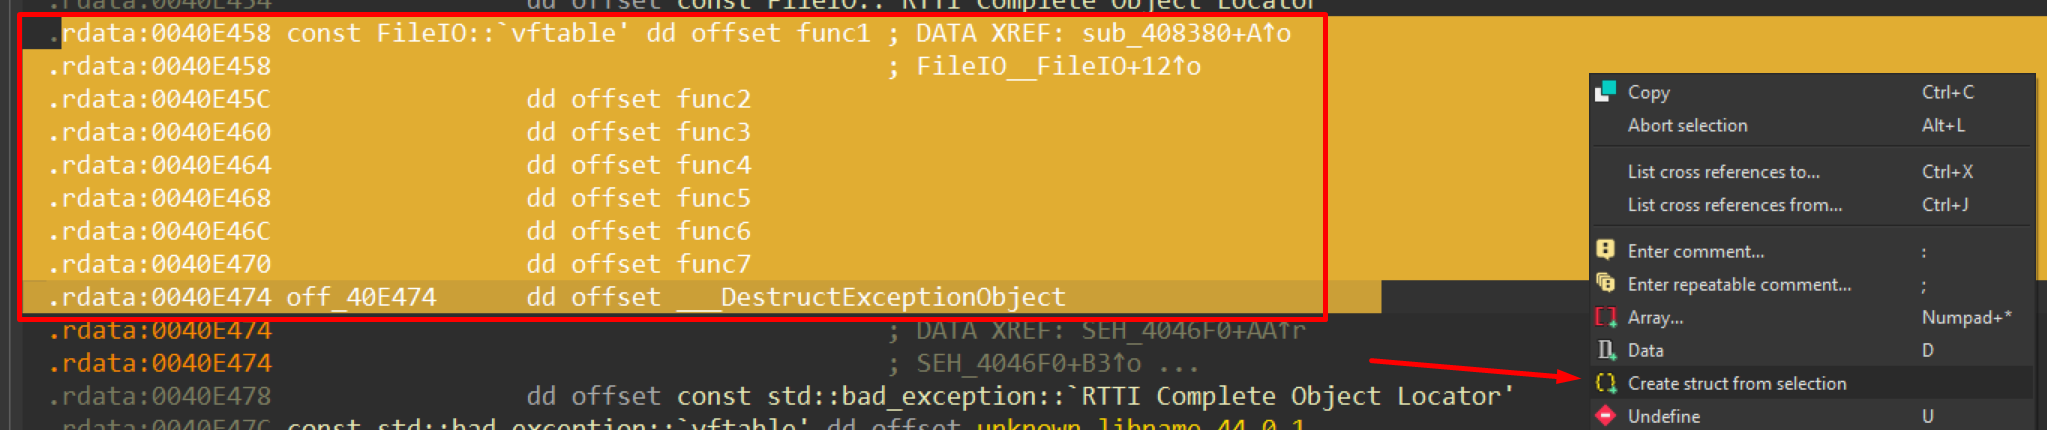 .rdata:0040E454 dd offset const FileIO::`RTTI Complete Object Locator'
.rdata:0040E458 const FileIO::`vftable' dd offset func1 ; DATA XREF: sub_408380+A↑o
.rdata:0040E458 ; FileIO__FileIO+12↑o
.rdata:0040E45C dd offset func2
.rdata:0040E460 dd offset func3
.rdata:0040E464 dd offset func4
.rdata:0040E468 dd offset func5
.rdata:0040E46C dd offset func6
.rdata:0040E470 dd offset func7
.rdata:0040E474 off_40E474 dd offset ___DestructExceptionObject
.rdata:0040E474 ; DATA XREF: SEH_4046F0+AA↑r
.rdata:0040E474 ; SEH_4046F0+B3↑o ...
.rdata:0040E478 dd offset const std::bad_exception::`RTTI Complete Object Locator'
.rdata:0040E47C const std::bad_exception::`vftable' dd offset unknown_libname_44_0_1
Copy Ctrl+C
Abort selection Alt+L
List cross references to... Ctrl+X
List cross references from... Ctrl+J
Enter comment... :
Enter repeatable comment... ;
Array... Numpad+*
Data D
Create struct from selection
Undefine U